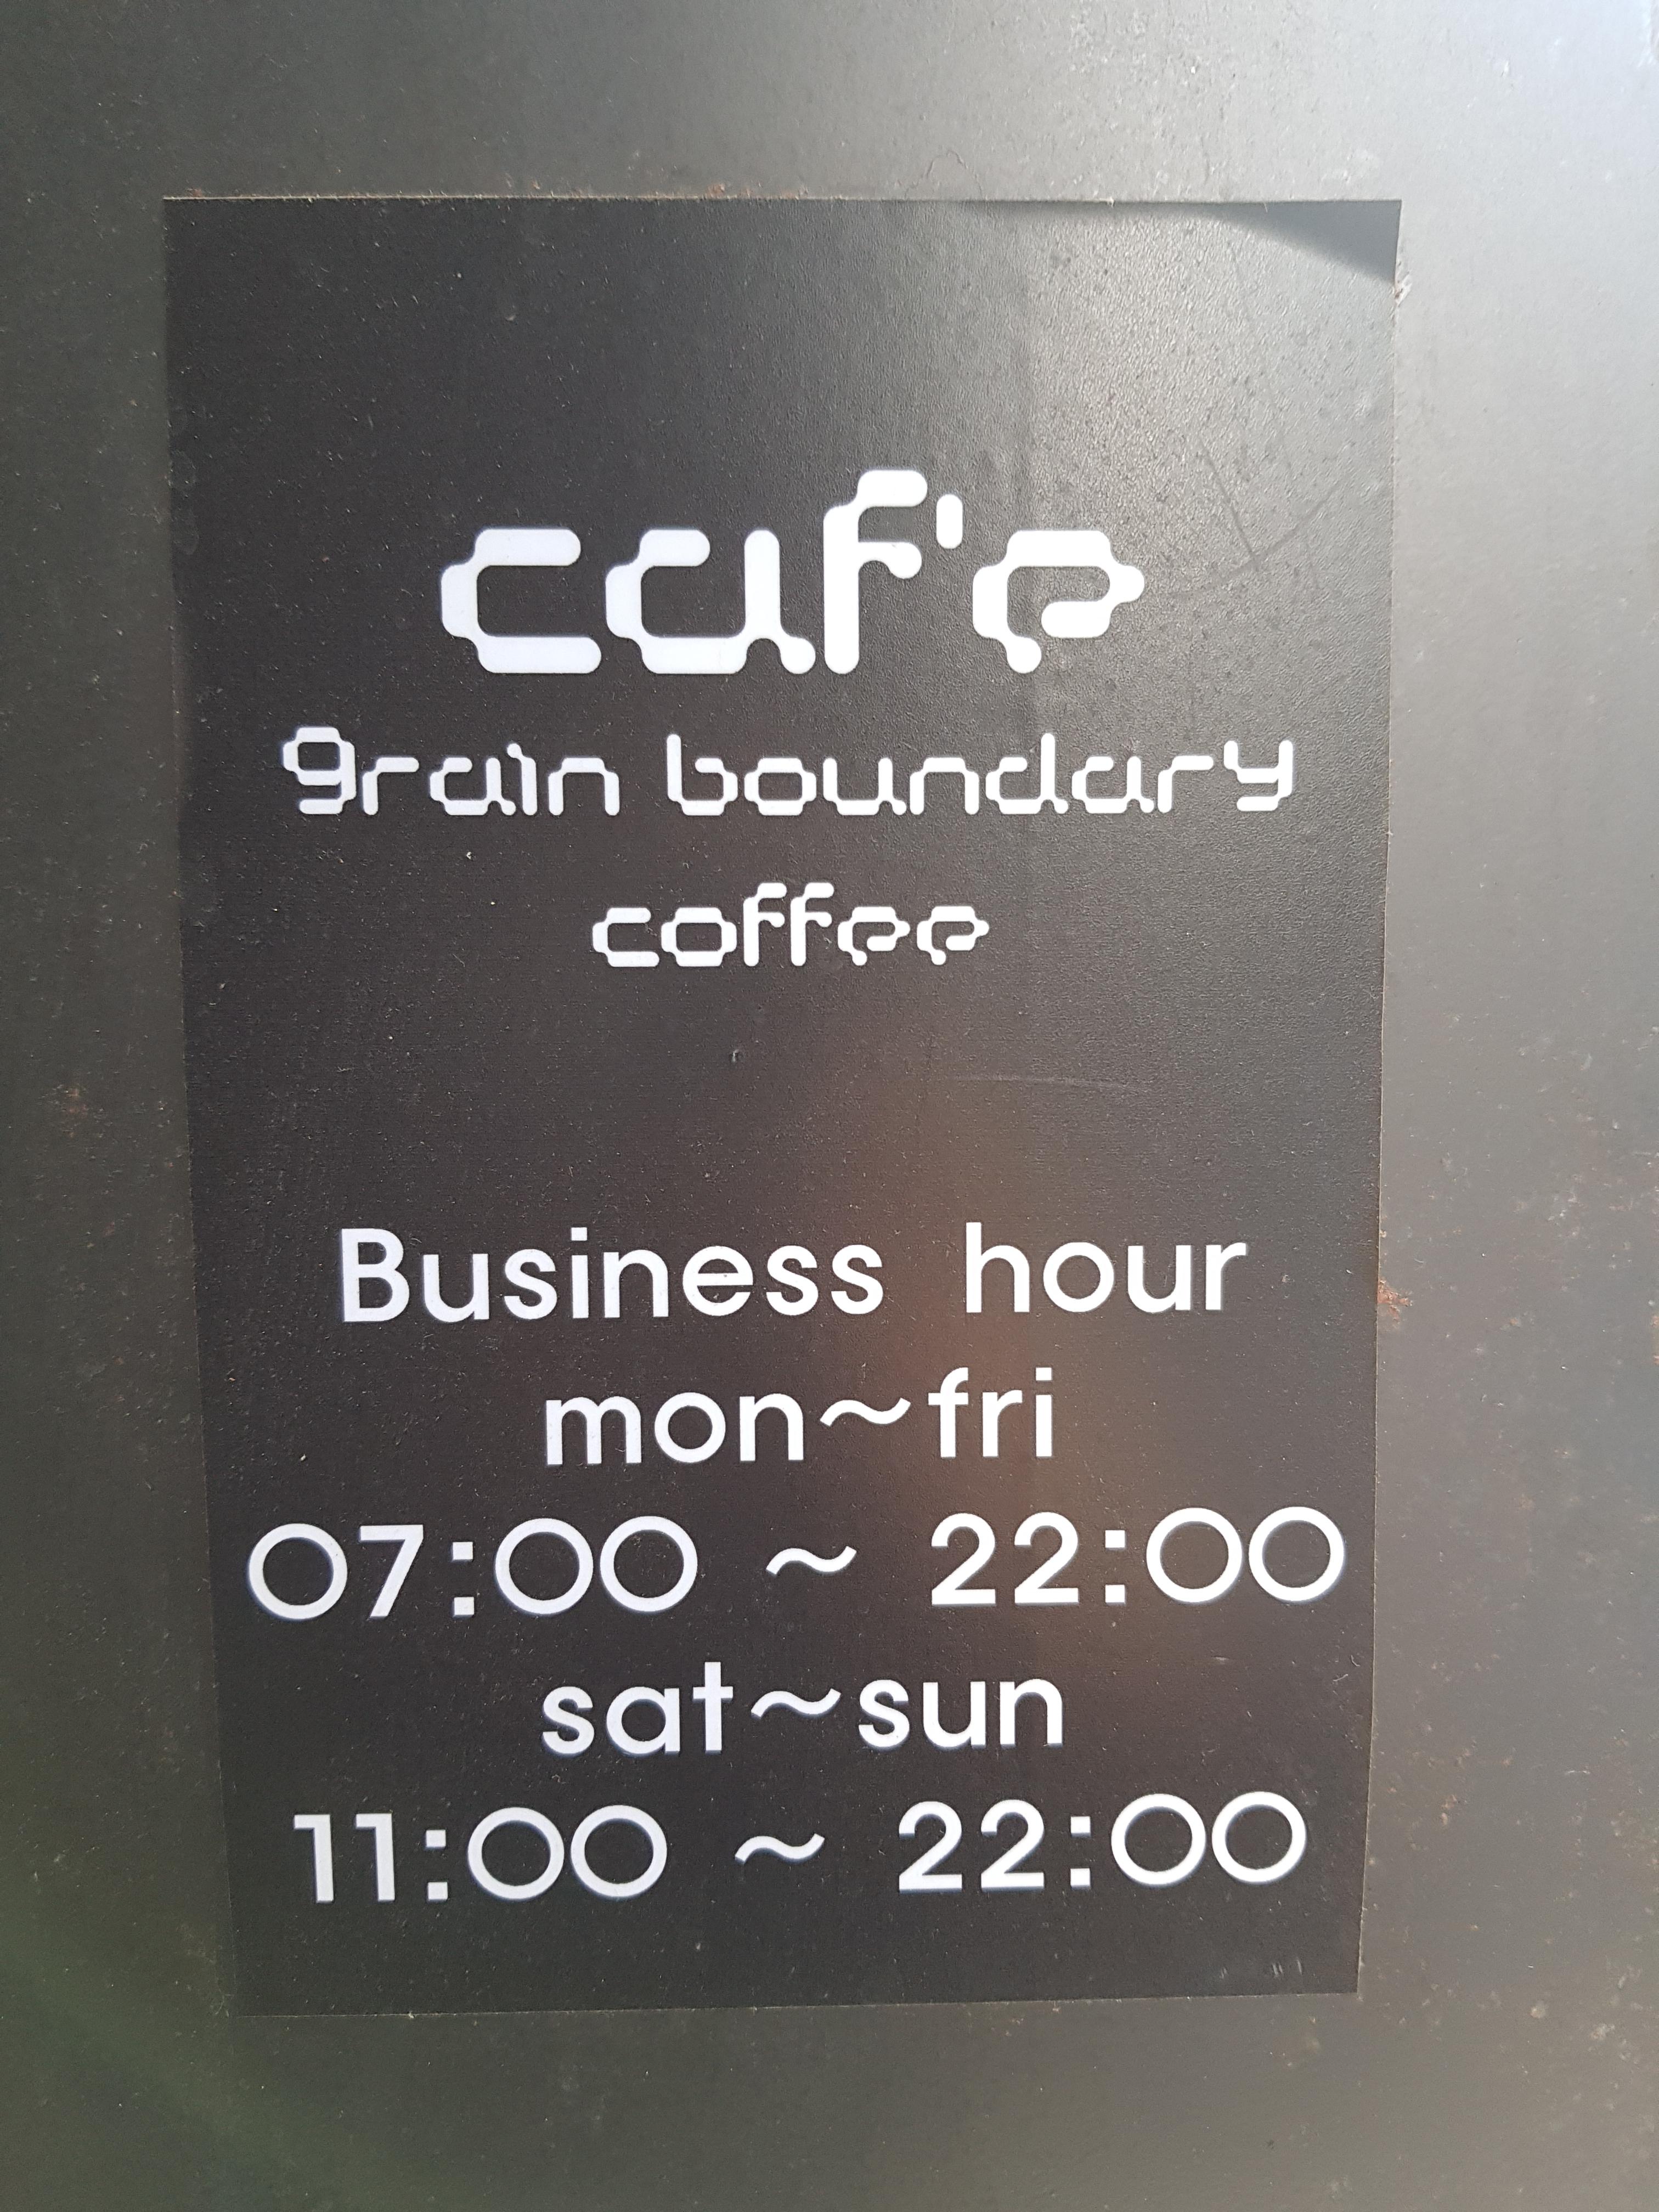 caf'e
grain boundary
coffee
Business hour
mon~fri
07:00 ~ 22:00
sat~sun
11:00 ~ 22:00